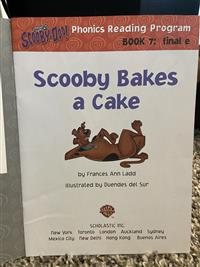 SCOOBY-DOO! Phonics Reading Program
BOOK 7: final e
Scooby Bakes
a Cake
by Frances Ann Ladd
Illustrated by Duendes del Sur
WB
SCHOLASTIC INC.
New York Toronto London Auckland Sydney
Mexico City New Delhi Hong Kong Buenos Aires